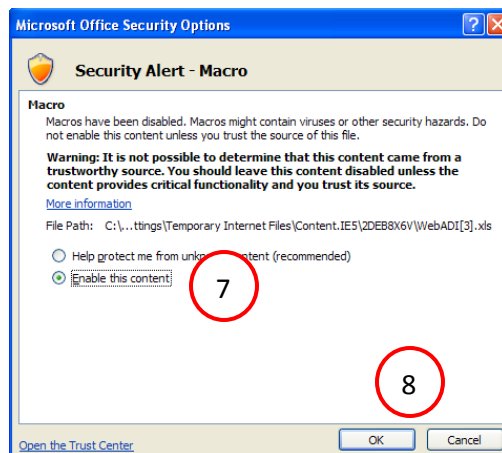 Microsoft Office Security Options
Security Alert - Macro
Macro
Macros have been disabled. Macros might contain viruses or other security hazards. Do
not enable this content unless you trust the source of this file.
Warning: It is not possible to determine that this content came from a
trustworthy source. You should leave this content disabled unless the
content provides critical functionality and you trust its source.
More information
File Path: C:\...ttings\Temporary Internet Files\Content.IE5\2DEB8X6V\WebADI[3].xls
Help protect me from unknown content (recommended)
Enable this content
7
8
OK Cancel
Open the Trust Center